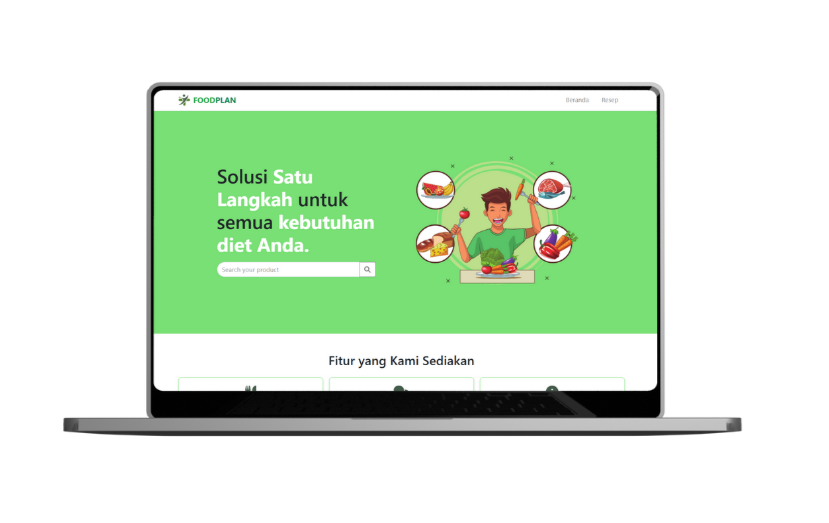 FOODPLAN
Beranda Resep
Solusi Satu
Langkah untuk
semua kebutuhan
diet Anda.
Search your product
Fitur yang Kami Sediakan